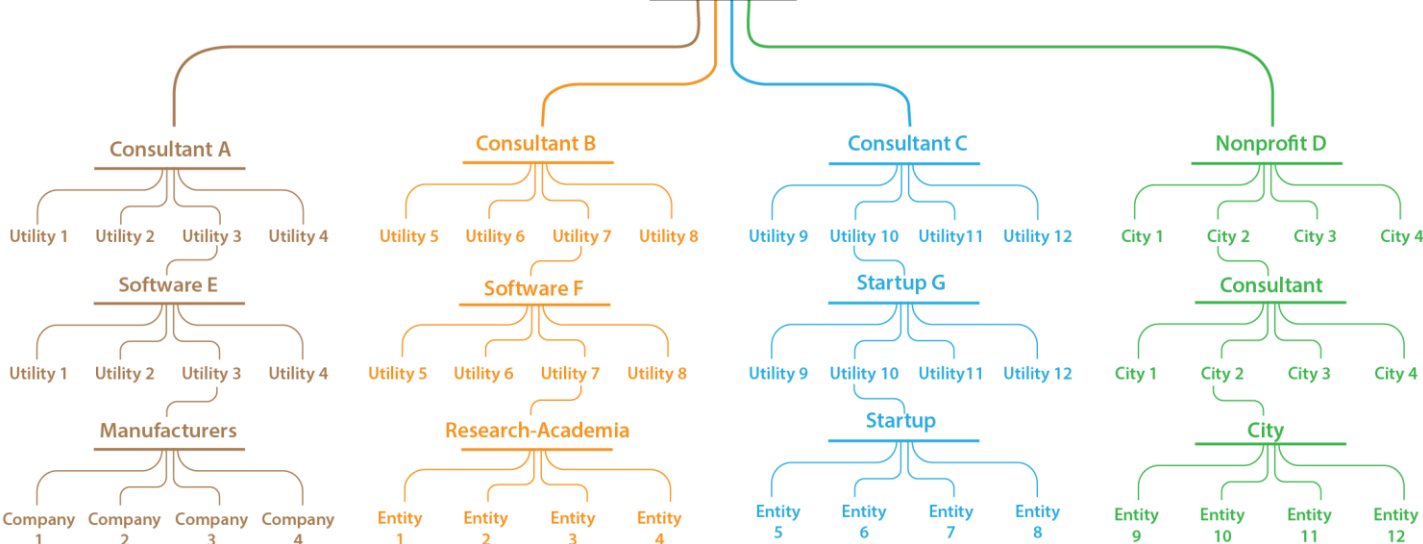 Consultant A
Consultant B
Consultant C
Nonprofit D
Utility 1 Utility 2 Utility 3 Utility 4
Utility 5 Utility 6 Utility 7 Utility 8
Utility 9 Utility 10 Utility11 Utility 12
City 1 City 2 City 3 City 4
Software E
Software F
Startup G
Consultant
Utility 1 Utility 2 Utility 3 Utility 4
Utility 5 Utility 6 Utility 7 Utility 8
Utility 9 Utility 10 Utility11 Utility 12
City 1 City 2 City 3 City 4
Manufacturers
Research-Academia
Startup
City
Company Company Company Company
1 2 3 4
Entity Entity Entity Entity
1 2 3 4
Entity Entity Entity Entity
5 6 7 8
Entity Entity Entity Entity
9 10 11 12